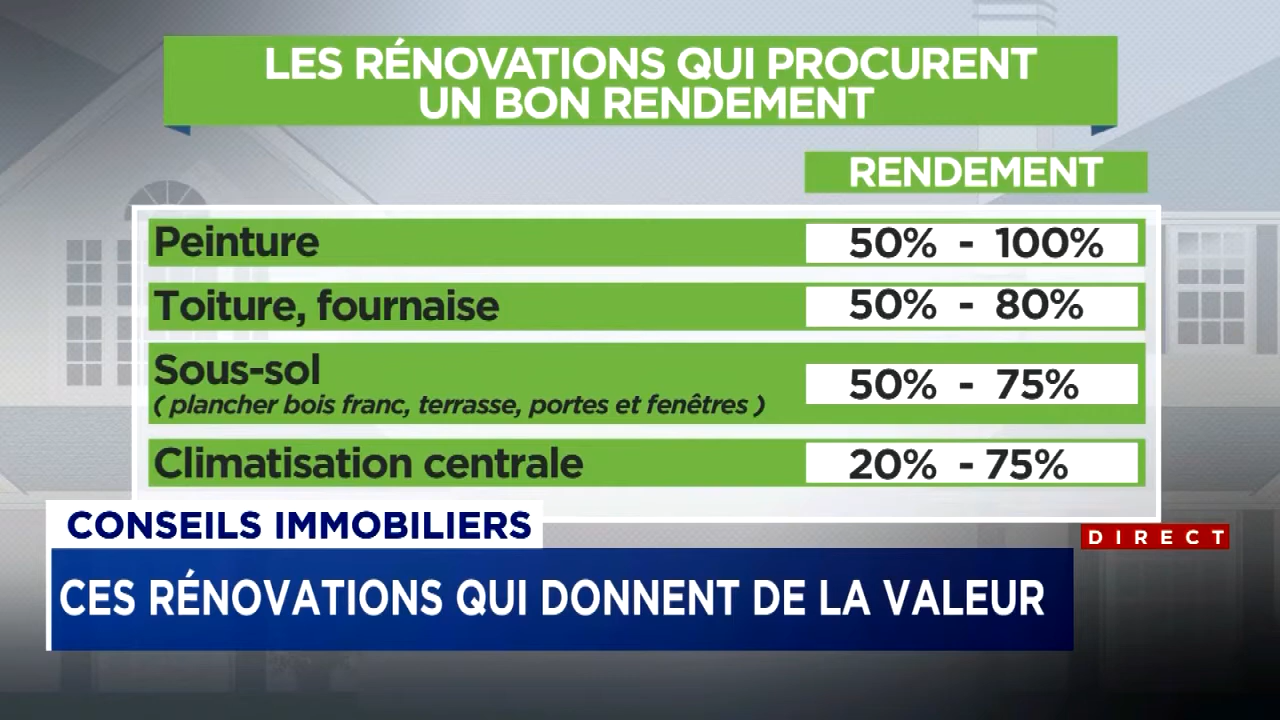 LES RÉNOVATIONS QUI PROCURENT
UN BON RENDEMENT
RENDEMENT
Peinture 50% - 100%
Toiture, fournaise 50% - 80%
Sous-sol
( plancher bois franc, terrasse, portes et fenêtres ) 50% - 75%
Climatisation centrale 20% - 75%
CONSEILS IMMOBILIERS
DIRECT
CES RÉNOVATIONS QUI DONNENT DE LA VALEUR